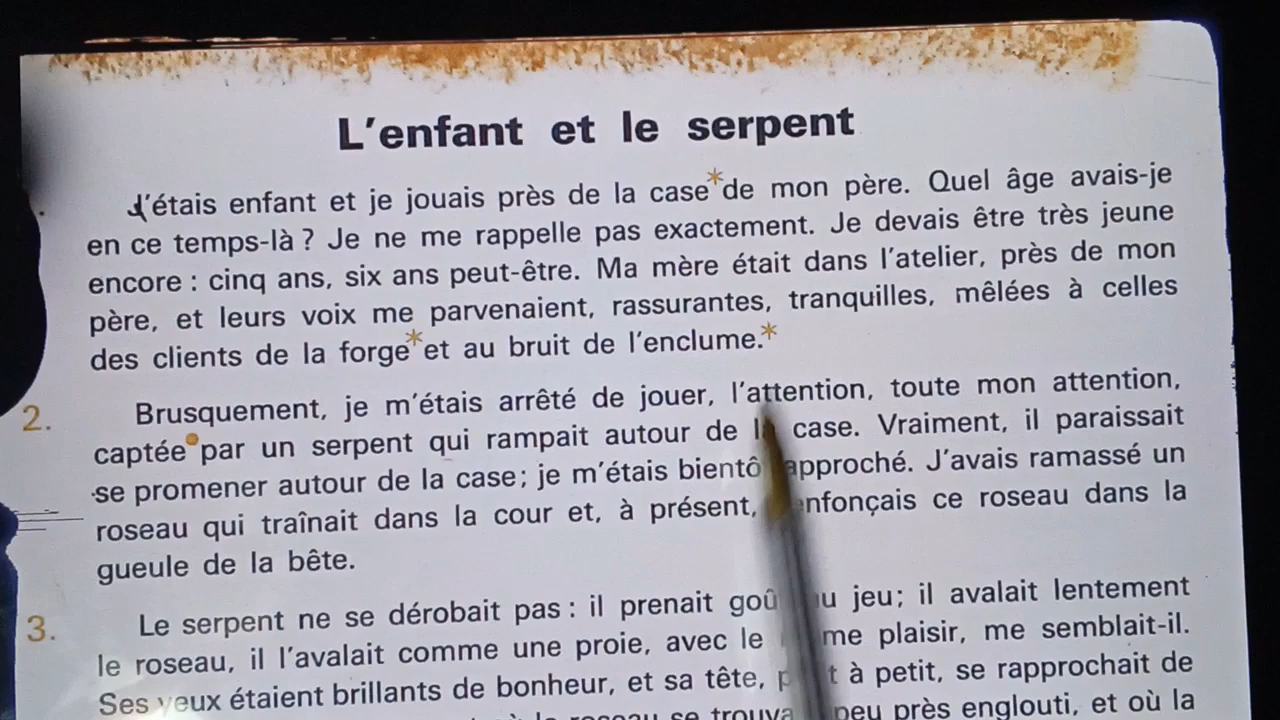 L'enfant et le serpent
J'étais enfant et je jouais près de la case* de mon père. Quel âge avais-je
en ce temps-là ? Je ne me rappelle pas exactement. Je devais être très jeune
encore : cinq ans, six ans peut-être. Ma mère était dans l'atelier, près de mon
père, et leurs voix me parvenaient, rassurantes, tranquilles, mêlées à celles
des clients de la forge* et au bruit de l'enclume.*
2. Brusquement, je m'étais arrêté de jouer, l'attention, toute mon attention,
captée par un serpent qui rampait autour de la case. Vraiment, il paraissait
se promener autour de la case; je m'étais approché. J'avais ramassé un
roseau qui traînait dans la cour et, à présent, ce roseau dans la
gueule de la bête.
3. Le serpent ne se dérobait pas : il prenait jeu; il avalait lentement
le roseau, il l'avalait comme une proie, avec le plaisir, me semblait-il.
Ses yeux étaient brillants de bonheur, et sa tête, à petit, se rapprochait de
roseau se peu près englouti, et où la